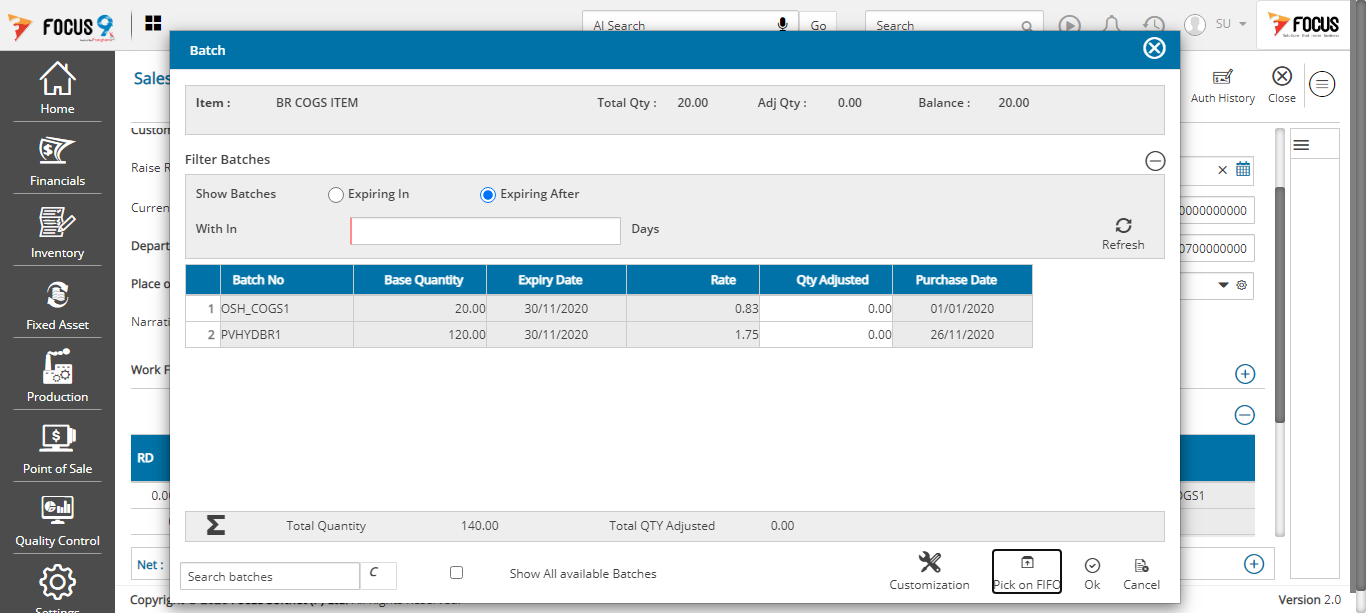 FOCUS 9
AI Search
Go
Search
SU
FOCUS
Batch
Home
Financials
Inventory
Fixed Asset
Production
Point of Sale
Quality Control
Settings
Sales
Auth History
Close
Item :
BR COGS ITEM
Total Qty :
20.00
Adj Qty :
0.00
Balance :
20.00
Filter Batches
Show Batches
Expiring In
Expiring After
With In
Days
Refresh
Batch No
Base Quantity
Expiry Date
Rate
Qty Adjusted
Purchase Date
1 OSH_COGS1 20.00 30/11/2020 0.83 0.00 01/01/2020
2 PVHYDBR1 120.00 30/11/2020 1.75 0.00 26/11/2020
Custom
Raise R
Curren
Depart
Place o
Narrati
Work F
0000000000
0700000000
RD
0.00
OGS1
Net :
Σ
Total Quantity
140.00
Total QTY Adjusted
0.00
Search batches
C
Show All available Batches
Customization
Pick on FIFO
Ok
Cancel
Version 2.0